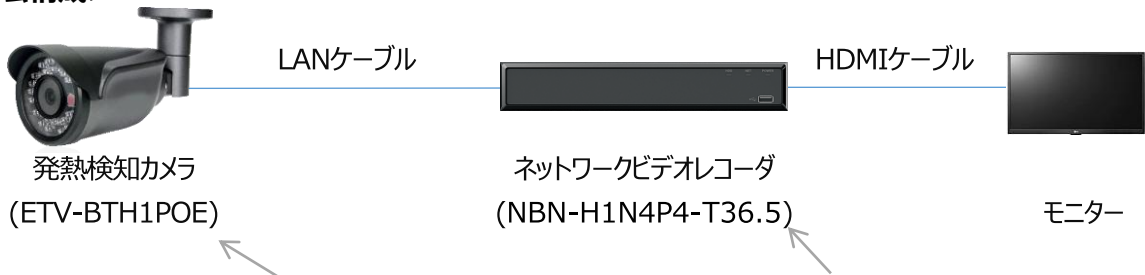 LANケーブル
HDMIケーブル
発熱検知カメラ
(ETV-BTH1POE)
ネットワークビデオレコーダ
(NBN-H1N4P4-T36.5)
モニター